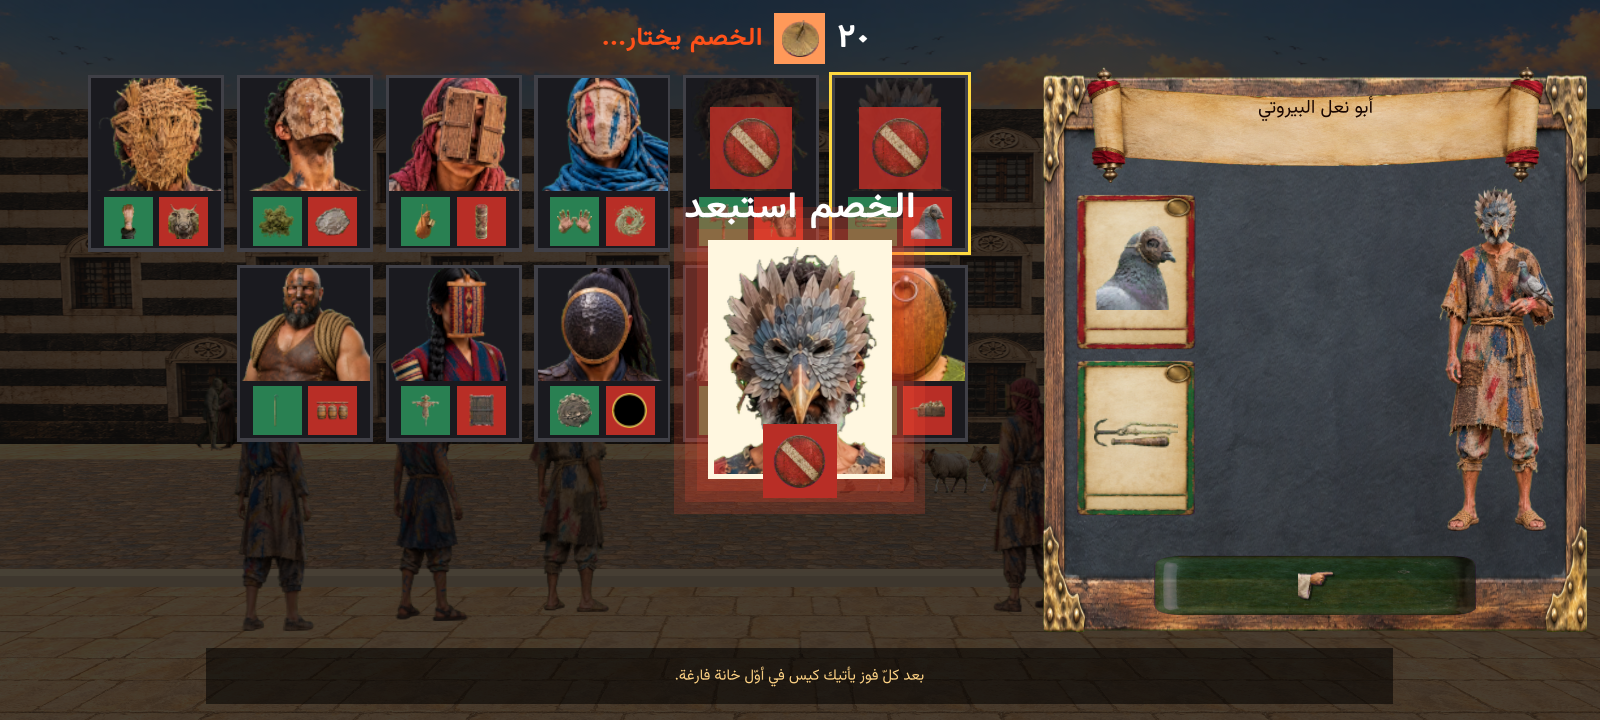 ٢٠
الخصم يختار...
أبو نعل البيروتي
الخصم استبعد
بعد كلّ فوز يأتيك كيس في أوّل خانة فارغة.